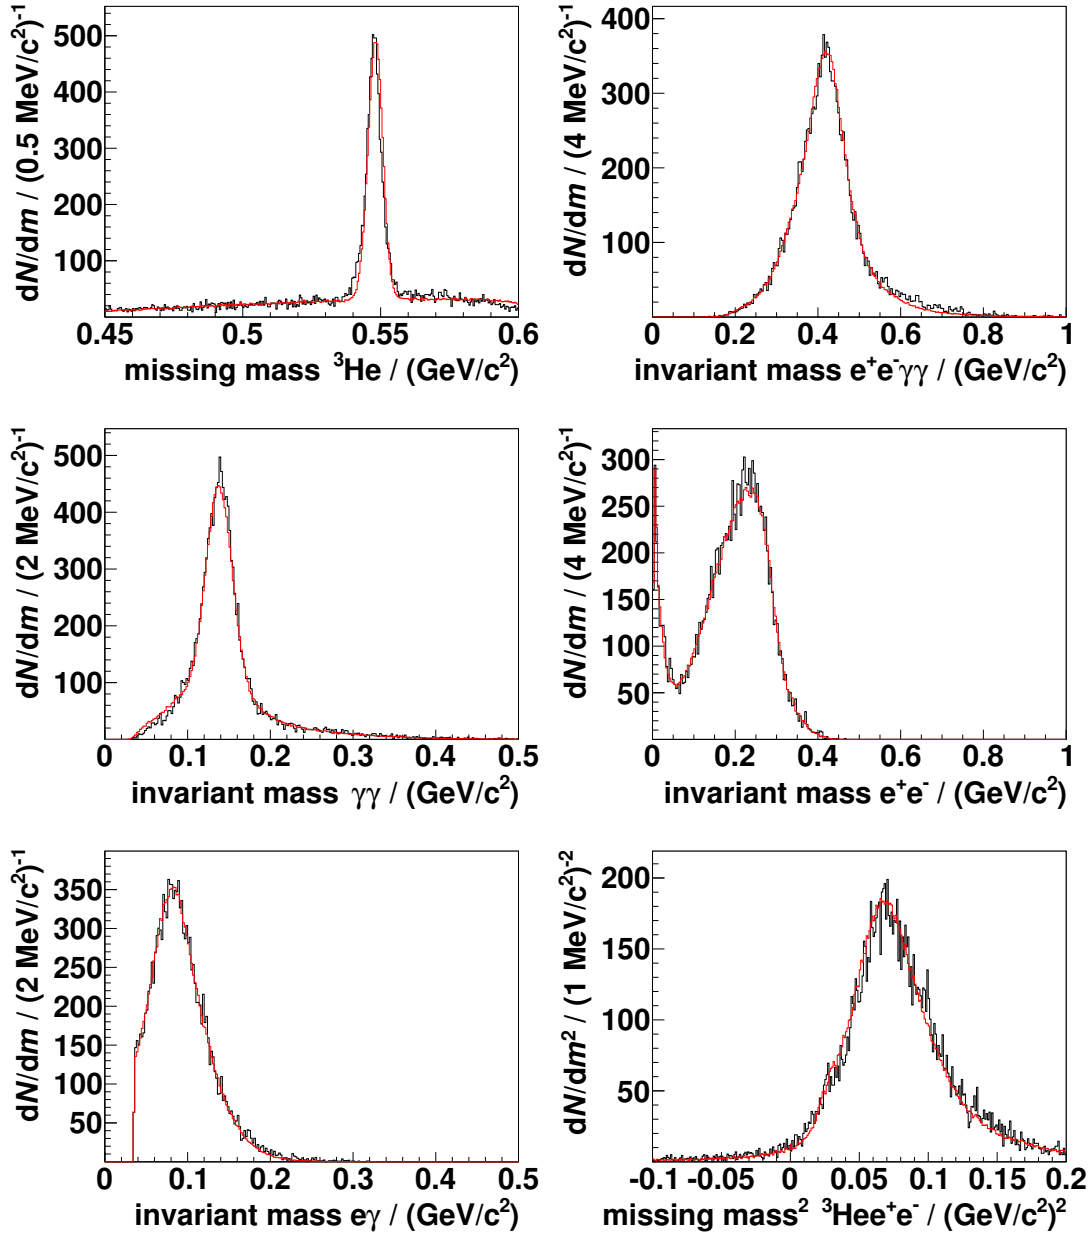 dN/dm / (0.5 MeV/c²)⁻¹
500
400
300
200
100
0.45 0.5 0.55 0.6
missing mass ³He / (GeV/c²)
dN/dm / (4 MeV/c²)⁻¹
400
300
200
100
0 0.2 0.4 0.6 0.8 1
invariant mass e⁺e⁻γγ / (GeV/c²)
dN/dm / (2 MeV/c²)⁻¹
500
400
300
200
100
0 0.1 0.2 0.3 0.4 0.5
invariant mass γγ / (GeV/c²)
dN/dm / (4 MeV/c²)⁻¹
300
250
200
150
100
50
0 0.2 0.4 0.6 0.8 1
invariant mass e⁺e⁻ / (GeV/c²)
dN/dm / (2 MeV/c²)⁻¹
350
300
250
200
150
100
50
0 0.1 0.2 0.3 0.4 0.5
invariant mass eγ / (GeV/c²)
dN/dm² / (1 MeV/c²)⁻²
200
150
100
50
-0.1 -0.05 0 0.05 0.1 0.15 0.2
missing mass² ³Hee⁺e⁻ / (GeV/c²)²